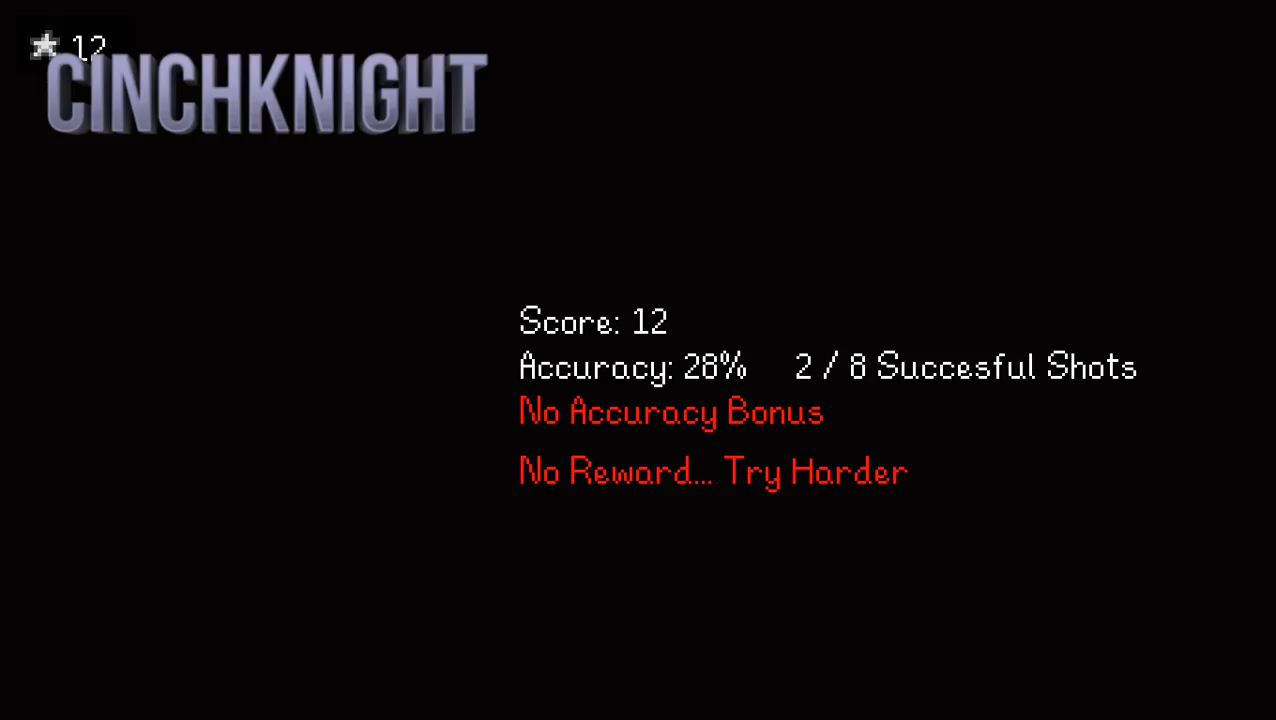 12
CINCHKNIGHT
Score: 12
Accuracy: 28% 2 / 8 Succesful Shots
No Accuracy Bonus
No Reward... Try Harder